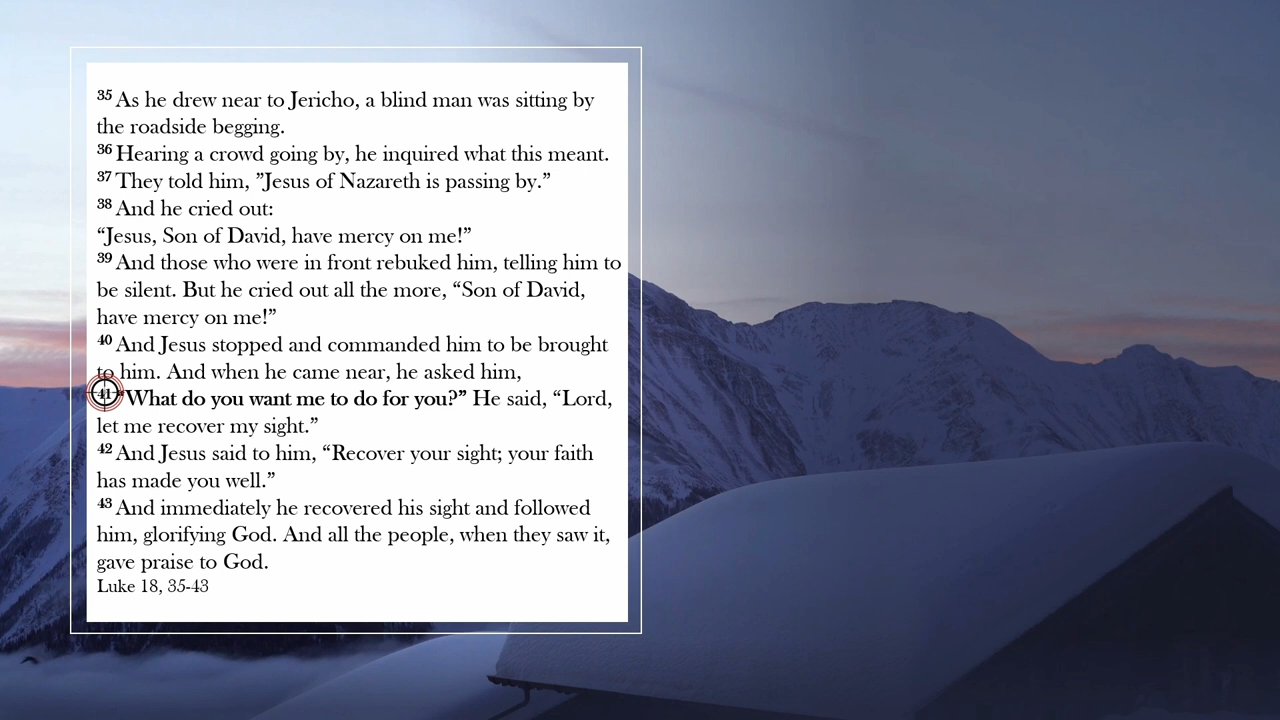 35 As he drew near to Jericho, a blind man was sitting by
the roadside begging.
36 Hearing a crowd going by, he inquired what this meant.
37 They told him, ”Jesus of Nazareth is passing by.”
38 And he cried out:
“Jesus, Son of David, have mercy on me!”
39 And those who were in front rebuked him, telling him to
be silent. But he cried out all the more, “Son of David,
have mercy on me!”
40 And Jesus stopped and commanded him to be brought
to him. And when he came near, he asked him,
41 “What do you want me to do for you?” He said, “Lord,
let me recover my sight.”
42 And Jesus said to him, “Recover your sight; your faith
has made you well.”
43 And immediately he recovered his sight and followed
him, glorifying God. And all the people, when they saw it,
gave praise to God.
Luke 18, 35-43